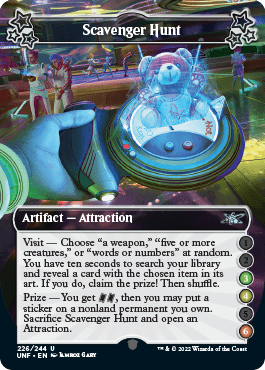 Scavenger Hunt
Artifact — Attraction
Visit — Choose “a weapon,” “five or more
creatures,” or “words or numbers” at random.
You have ten seconds to search your library
and reveal a card with the chosen item in its
art. If you do, claim the prize! Then shuffle.
Prize —You get , then you may put a
sticker on a nonland permanent you own.
Sacrifice Scavenger Hunt and open an
Attraction.
1
2
3
4
5
6
226/244 U
UNF • EN Ramroc Gary
™ & © 2022 Wizards of the Coast